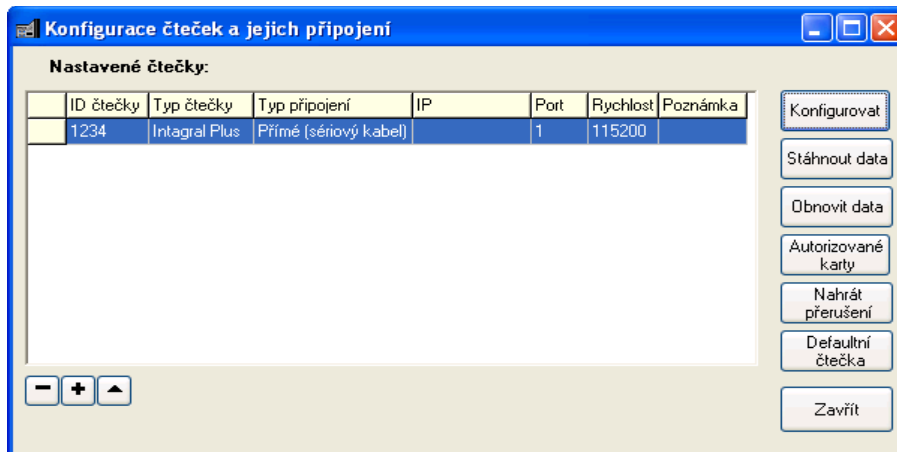 Konfigurace čteček a jejich připojení
Nastavené čtečky:
ID čtečky Typ čtečky Typ připojení IP Port Rychlost Poznámka
1234 Intagral Plus Přímé (sériový kabel) 1 115200
Konfigurovat
Stáhnout data
Obnovit data
Autorizované
karty
Nahrát
přerušení
Defaultní
čtečka
Zavřít